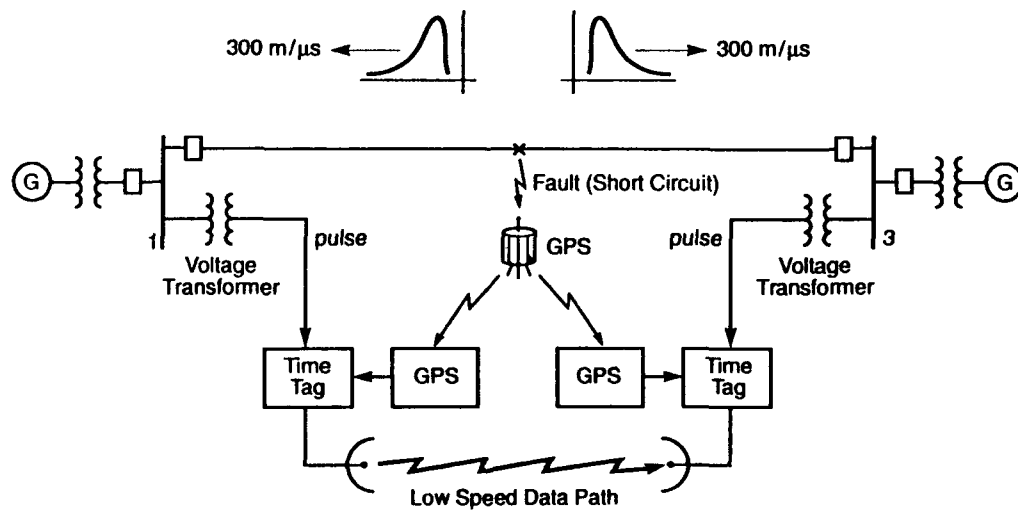 300 m/μs
300 m/μs
G
G
Fault (Short Circuit)
1
pulse
GPS
pulse
3
Voltage
Transformer
Voltage
Transformer
Time
Tag
GPS
GPS
Time
Tag
Low Speed Data Path